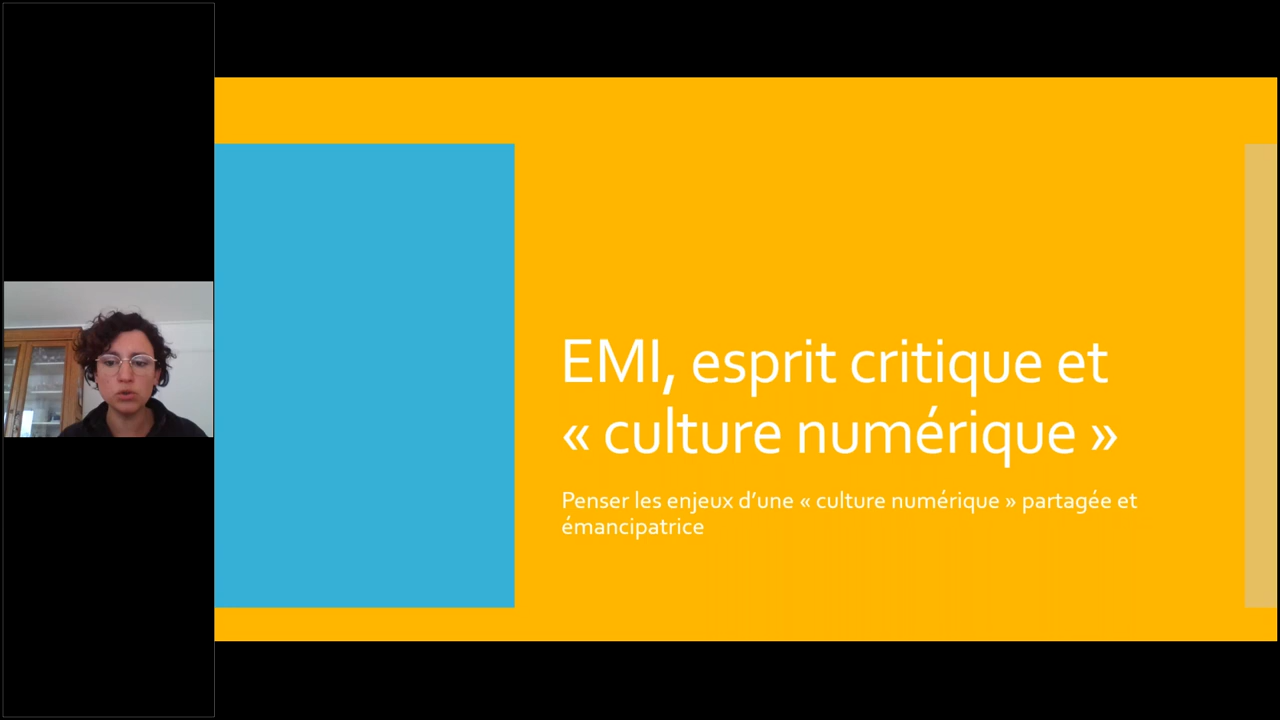 EMI, esprit critique et
« culture numérique »
Penser les enjeux d’une « culture numérique » partagée et
émancipatrice